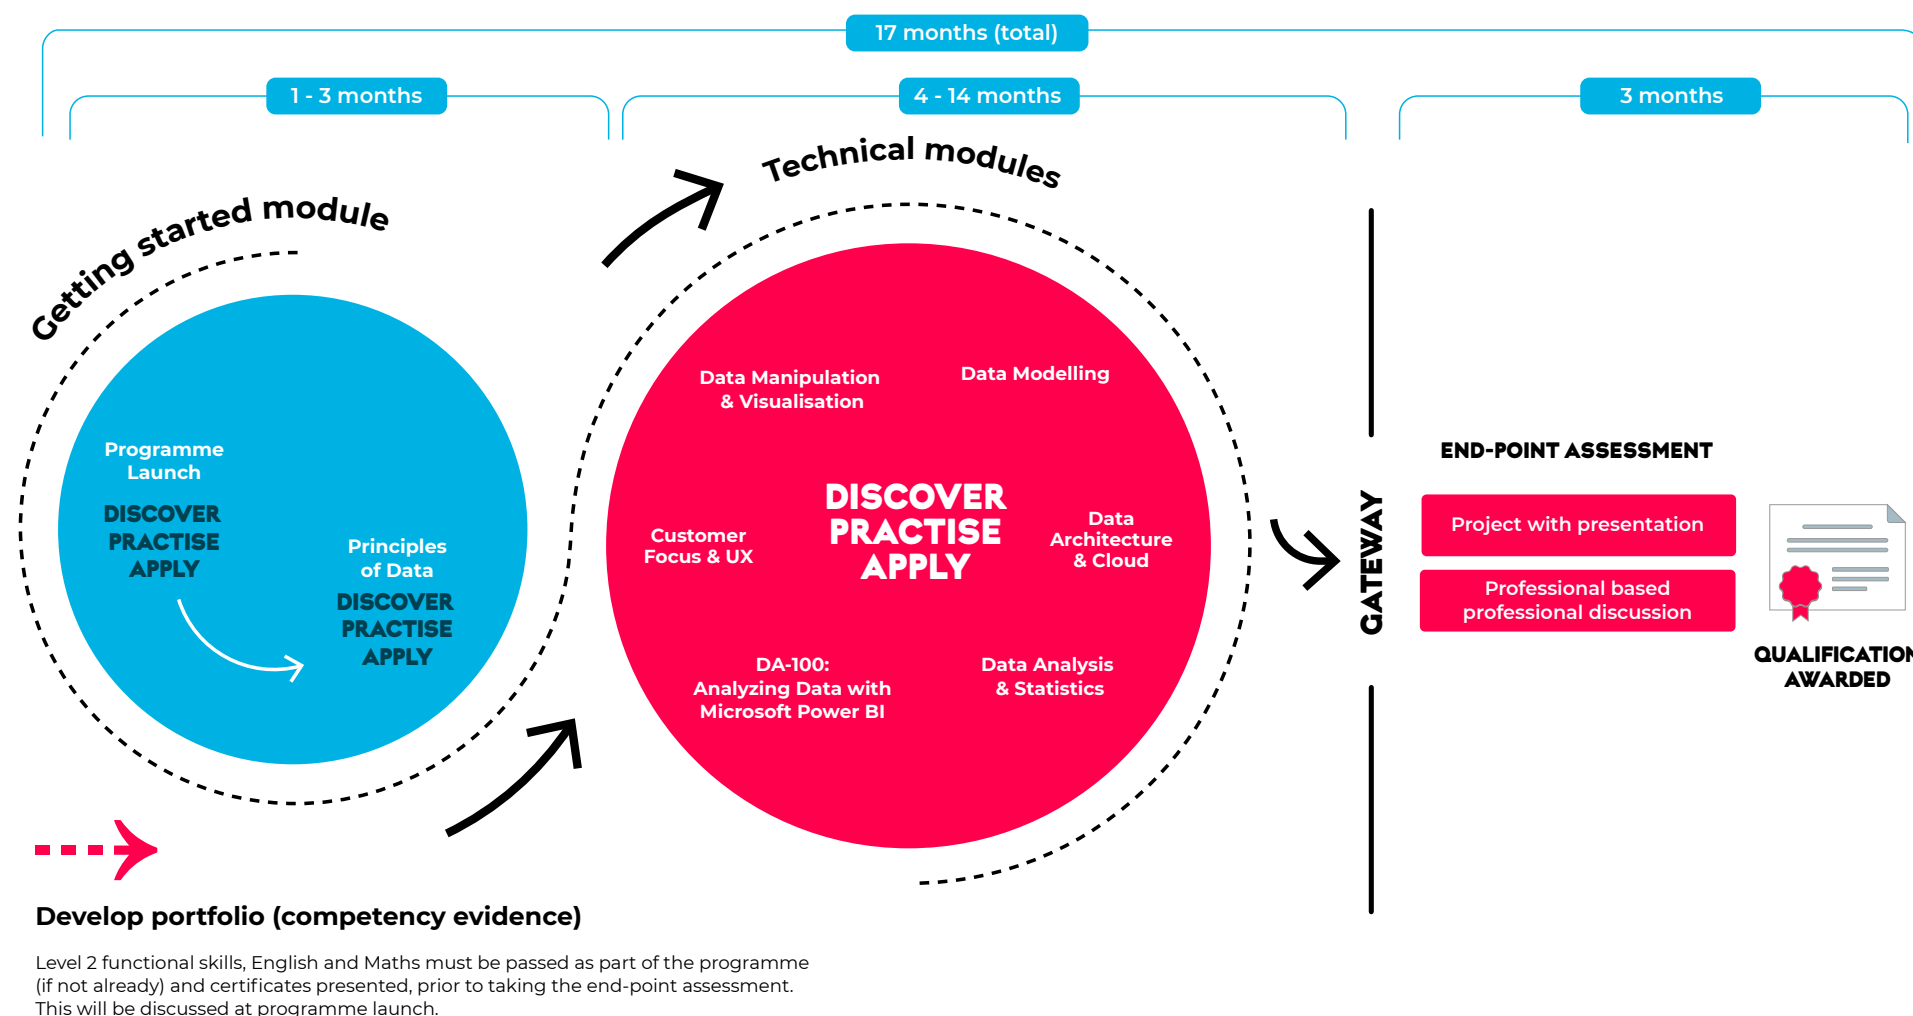 17 months (total)
1 - 3 months
4 - 14 months
3 months
Getting started module
Programme
Launch
DISCOVER
PRACTISE
APPLY
Principles
of Data
DISCOVER
PRACTISE
APPLY
Technical modules
Data Manipulation
& Visualisation
Data Modelling
Customer
Focus & UX
DISCOVER
PRACTISE
APPLY
Data
Architecture
& Cloud
DA-100:
Analyzing Data with
Microsoft Power BI
Data Analysis
& Statistics
GATEWAY
END-POINT ASSESSMENT
Project with presentation
Professional based
professional discussion
QUALIFICATION
AWARDED
Develop portfolio (competency evidence)
Level 2 functional skills, English and Maths must be passed as part of the programme
(if not already) and certificates presented, prior to taking the end-point assessment.
This will be discussed at programme launch.